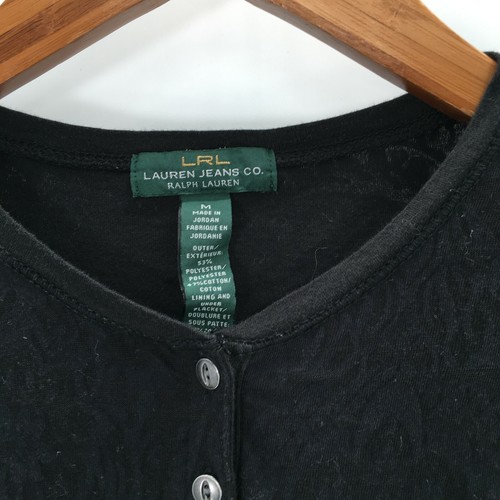 LRL
LAUREN JEANS CO.
RALPH LAUREN
M
MADE IN
JORDAN
FABRIQUE EN
JORDANIE
OUTER/
EXTÉRIEUR:
53%
POLYESTER/
POLYESTER
47%COTTON/
COTON
LINING AND
UNDER
PLACKET/
DOUBLURE ET
SOUS PATTE: